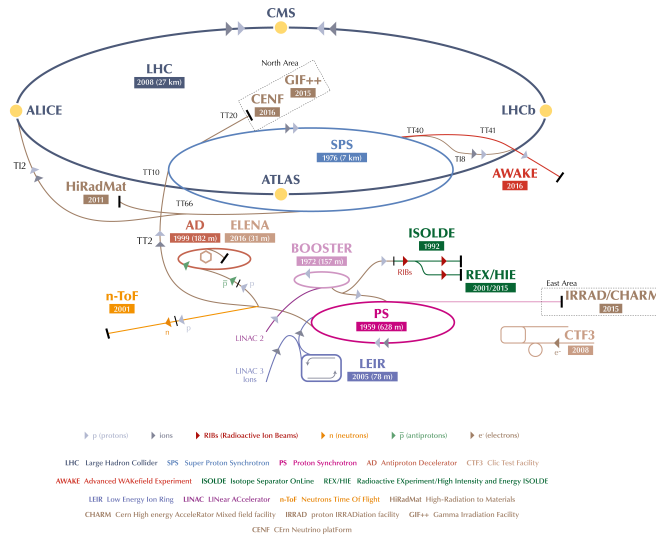 CMS
North Area
LHC
2008 (27 km)
GIF++
2015
CENF
2016
ALICE
LHCb
TT20
TT40
TT41
SPS
1976 (7 km)
TI8
TI2
TT10
AWAKE
2016
HiRadMat
2011
ATLAS
TT66
AD
1999 (182 m)
ELENA
2016 (31 m)
TT2
ISOLDE
1992
BOOSTER
1972 (157 m)
RIBs
REX/HIE
2001/2015
p̅
p
East Area
n-ToF
2001
IRRAD/CHARM
2015
PS
1959 (628 m)
n
p
LINAC 2
CTF3
2008
e-
LINAC 3
Ions
LEIR
2005 (78 m)
p (protons)
ions
RIBs (Radioactive Ion Beams)
n (neutrons)
p̅ (antiprotons)
e- (electrons)
LHC Large Hadron Collider SPS Super Proton Synchrotron PS Proton Synchrotron AD Antiproton Decelerator CTF3 Clic Test Facility
AWAKE Advanced WAKefield Experiment ISOLDE Isotope Separator OnLine REX/HIE Radioactive EXperiment/High Intensity and Energy ISOLDE
LEIR Low Energy Ion Ring LINAC LINear ACcelerator n-ToF Neutrons Time Of Flight HiRadMat High-Radiation to Materials
CHARM Cern High energy AcceleRator Mixed field facility IRRAD proton IRRADiation facility GIF++ Gamma Irradiation Facility
CENF CErn Neutrino platForm